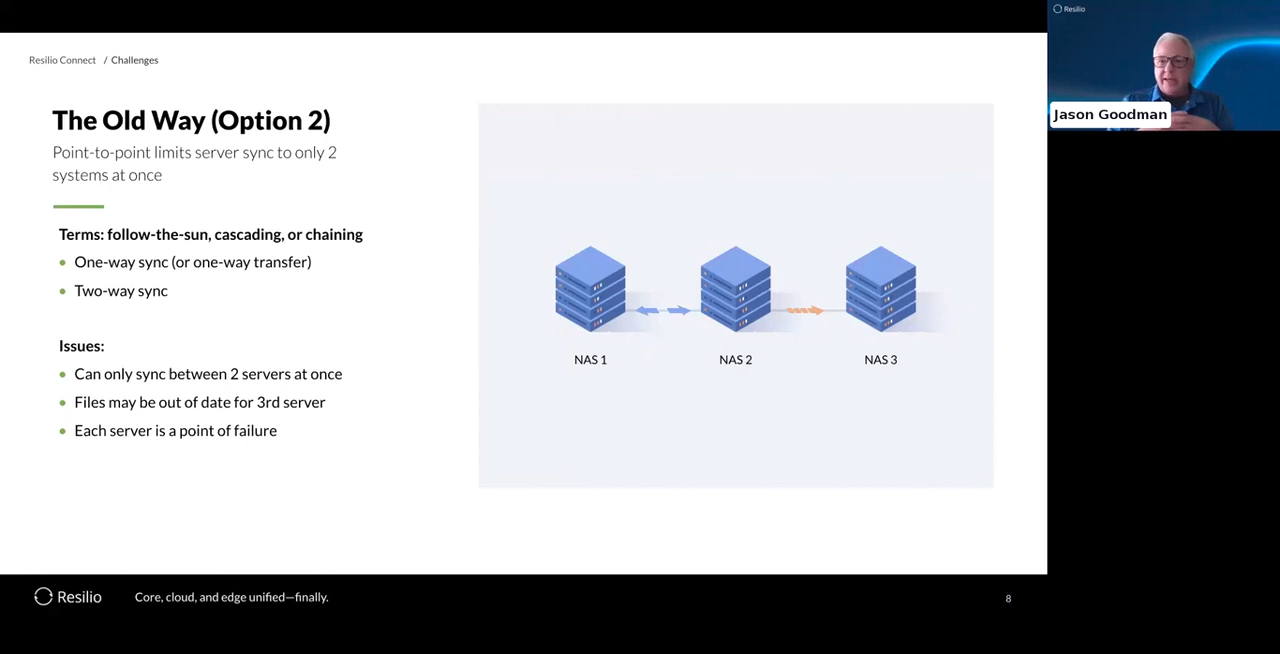 Resilio Connect / Challenges
The Old Way (Option 2)
Point-to-point limits server sync to only 2
systems at once
Terms: follow-the-sun, cascading, or chaining
One-way sync (or one-way transfer)
Two-way sync
Issues:
Can only sync between 2 servers at once
Files may be out of date for 3rd server
Each server is a point of failure
NAS 1
NAS 2
NAS 3
Resilio
Core, cloud, and edge unified—finally.
8
Resilio
Jason Goodman